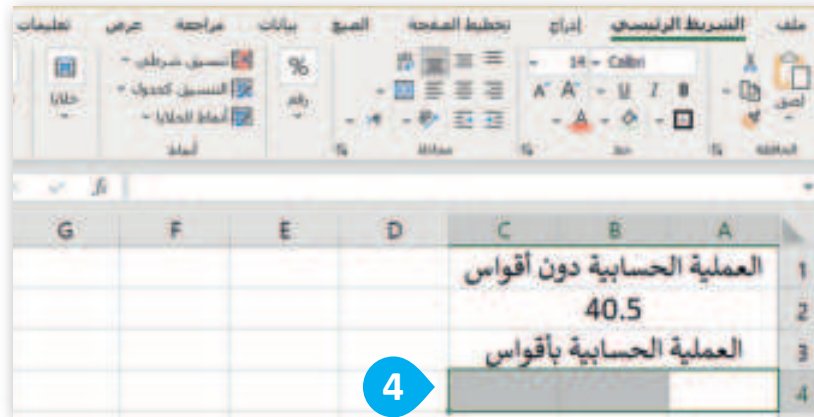 ملف الشريط الرئيسي إدراج تخطيط الصفحة الصيغ بيانات مراجعة عرض تعليمات
لصق
Calibri 14
B I U A A
رقم
%
تنسيق شرطي
التنسيق كجدول
أنماط الخلايا
خلايا
الحافظة خط محاذاة أنماط
fx
A B C D E F G
1 العملية الحسابية دون أقواس
2 40.5
3 العملية الحسابية بأقواس
4
4